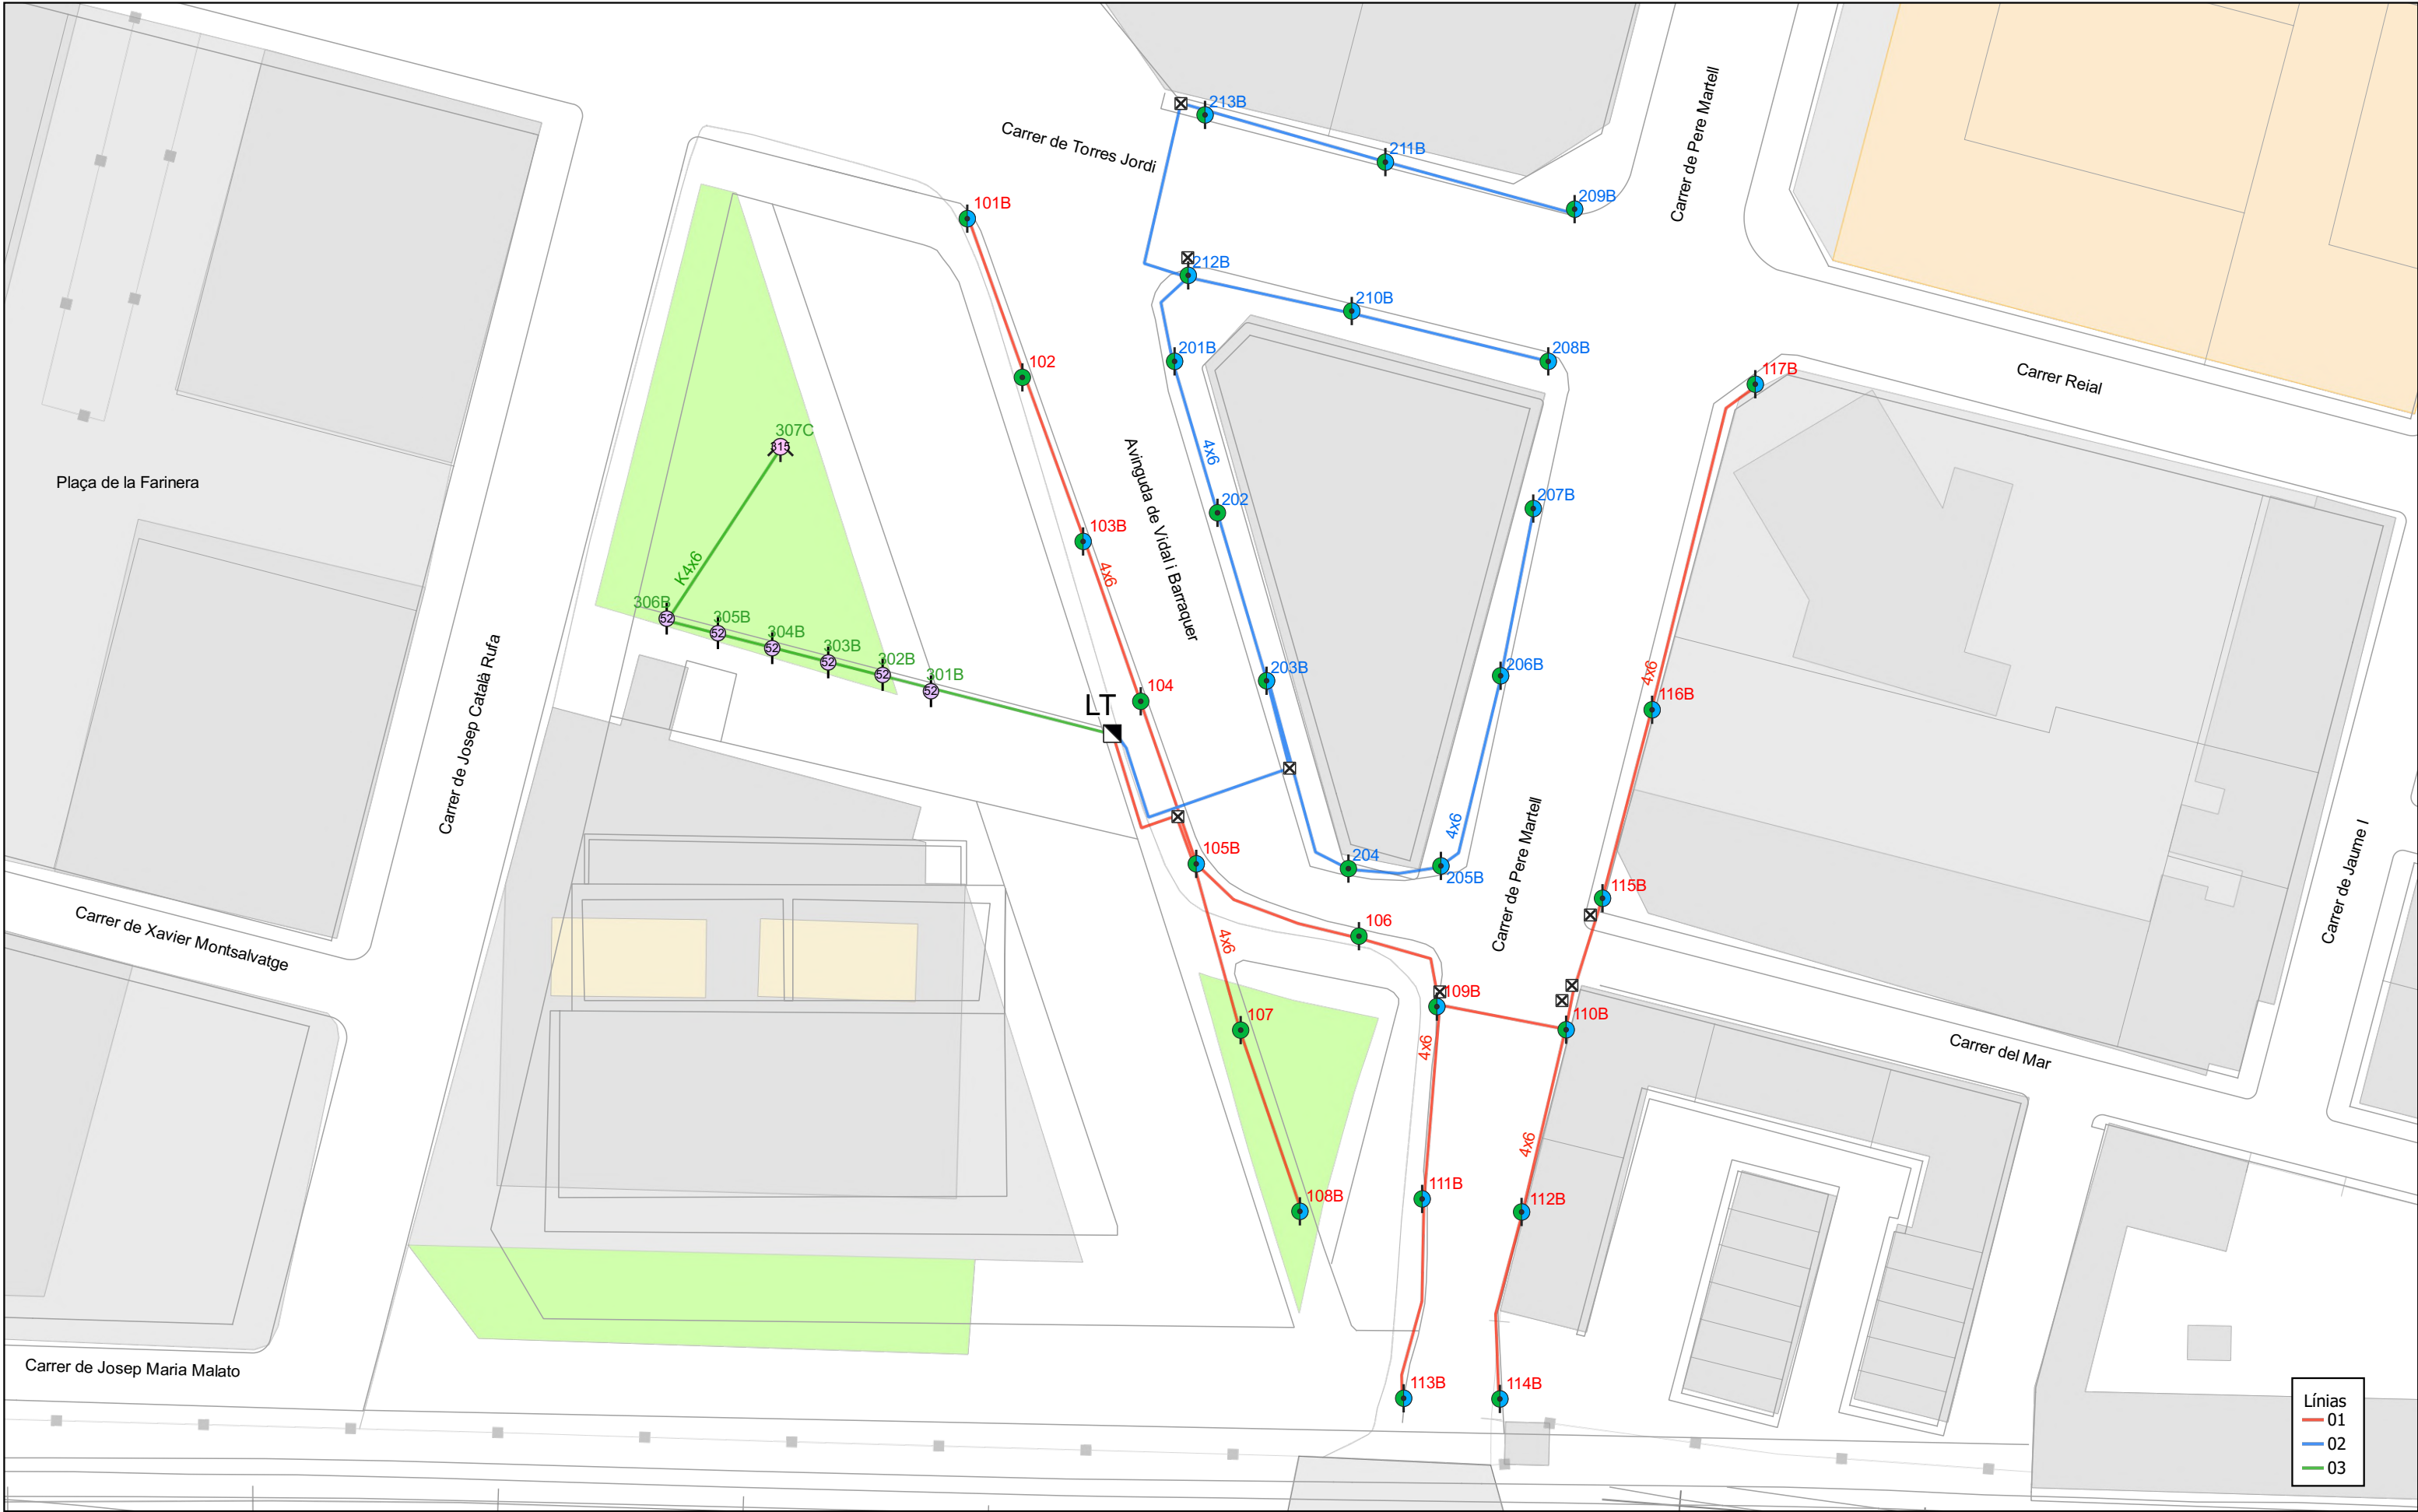 213B
Carrer de Torres Jordi
211B
Carrer de Pere Martell
209B
101B
212B
210B
201B
208B
102
117B
Carrer Reial
307C
315
4x6
Avinguda de Vidal i Barraquer
Plaça de la Farinera
202
207B
103B
4x6
K4x6
306B
52
305B
52
304B
52
303B
52
302B
52
301B
52
203B
206B
4x6
116B
104
LT
Carrer de Josep Català Rufa
4x6
105B
204
205B
Carrer de Pere Martell
115B
Carrer de Jaume I
Carrer de Xavier Montsalvatge
4x6
106
109B
110B
107
4x6
Carrer del Mar
4x6
108B
111B
112B
Carrer de Josep Maria Malato
113B
114B
Línias
01
02
03